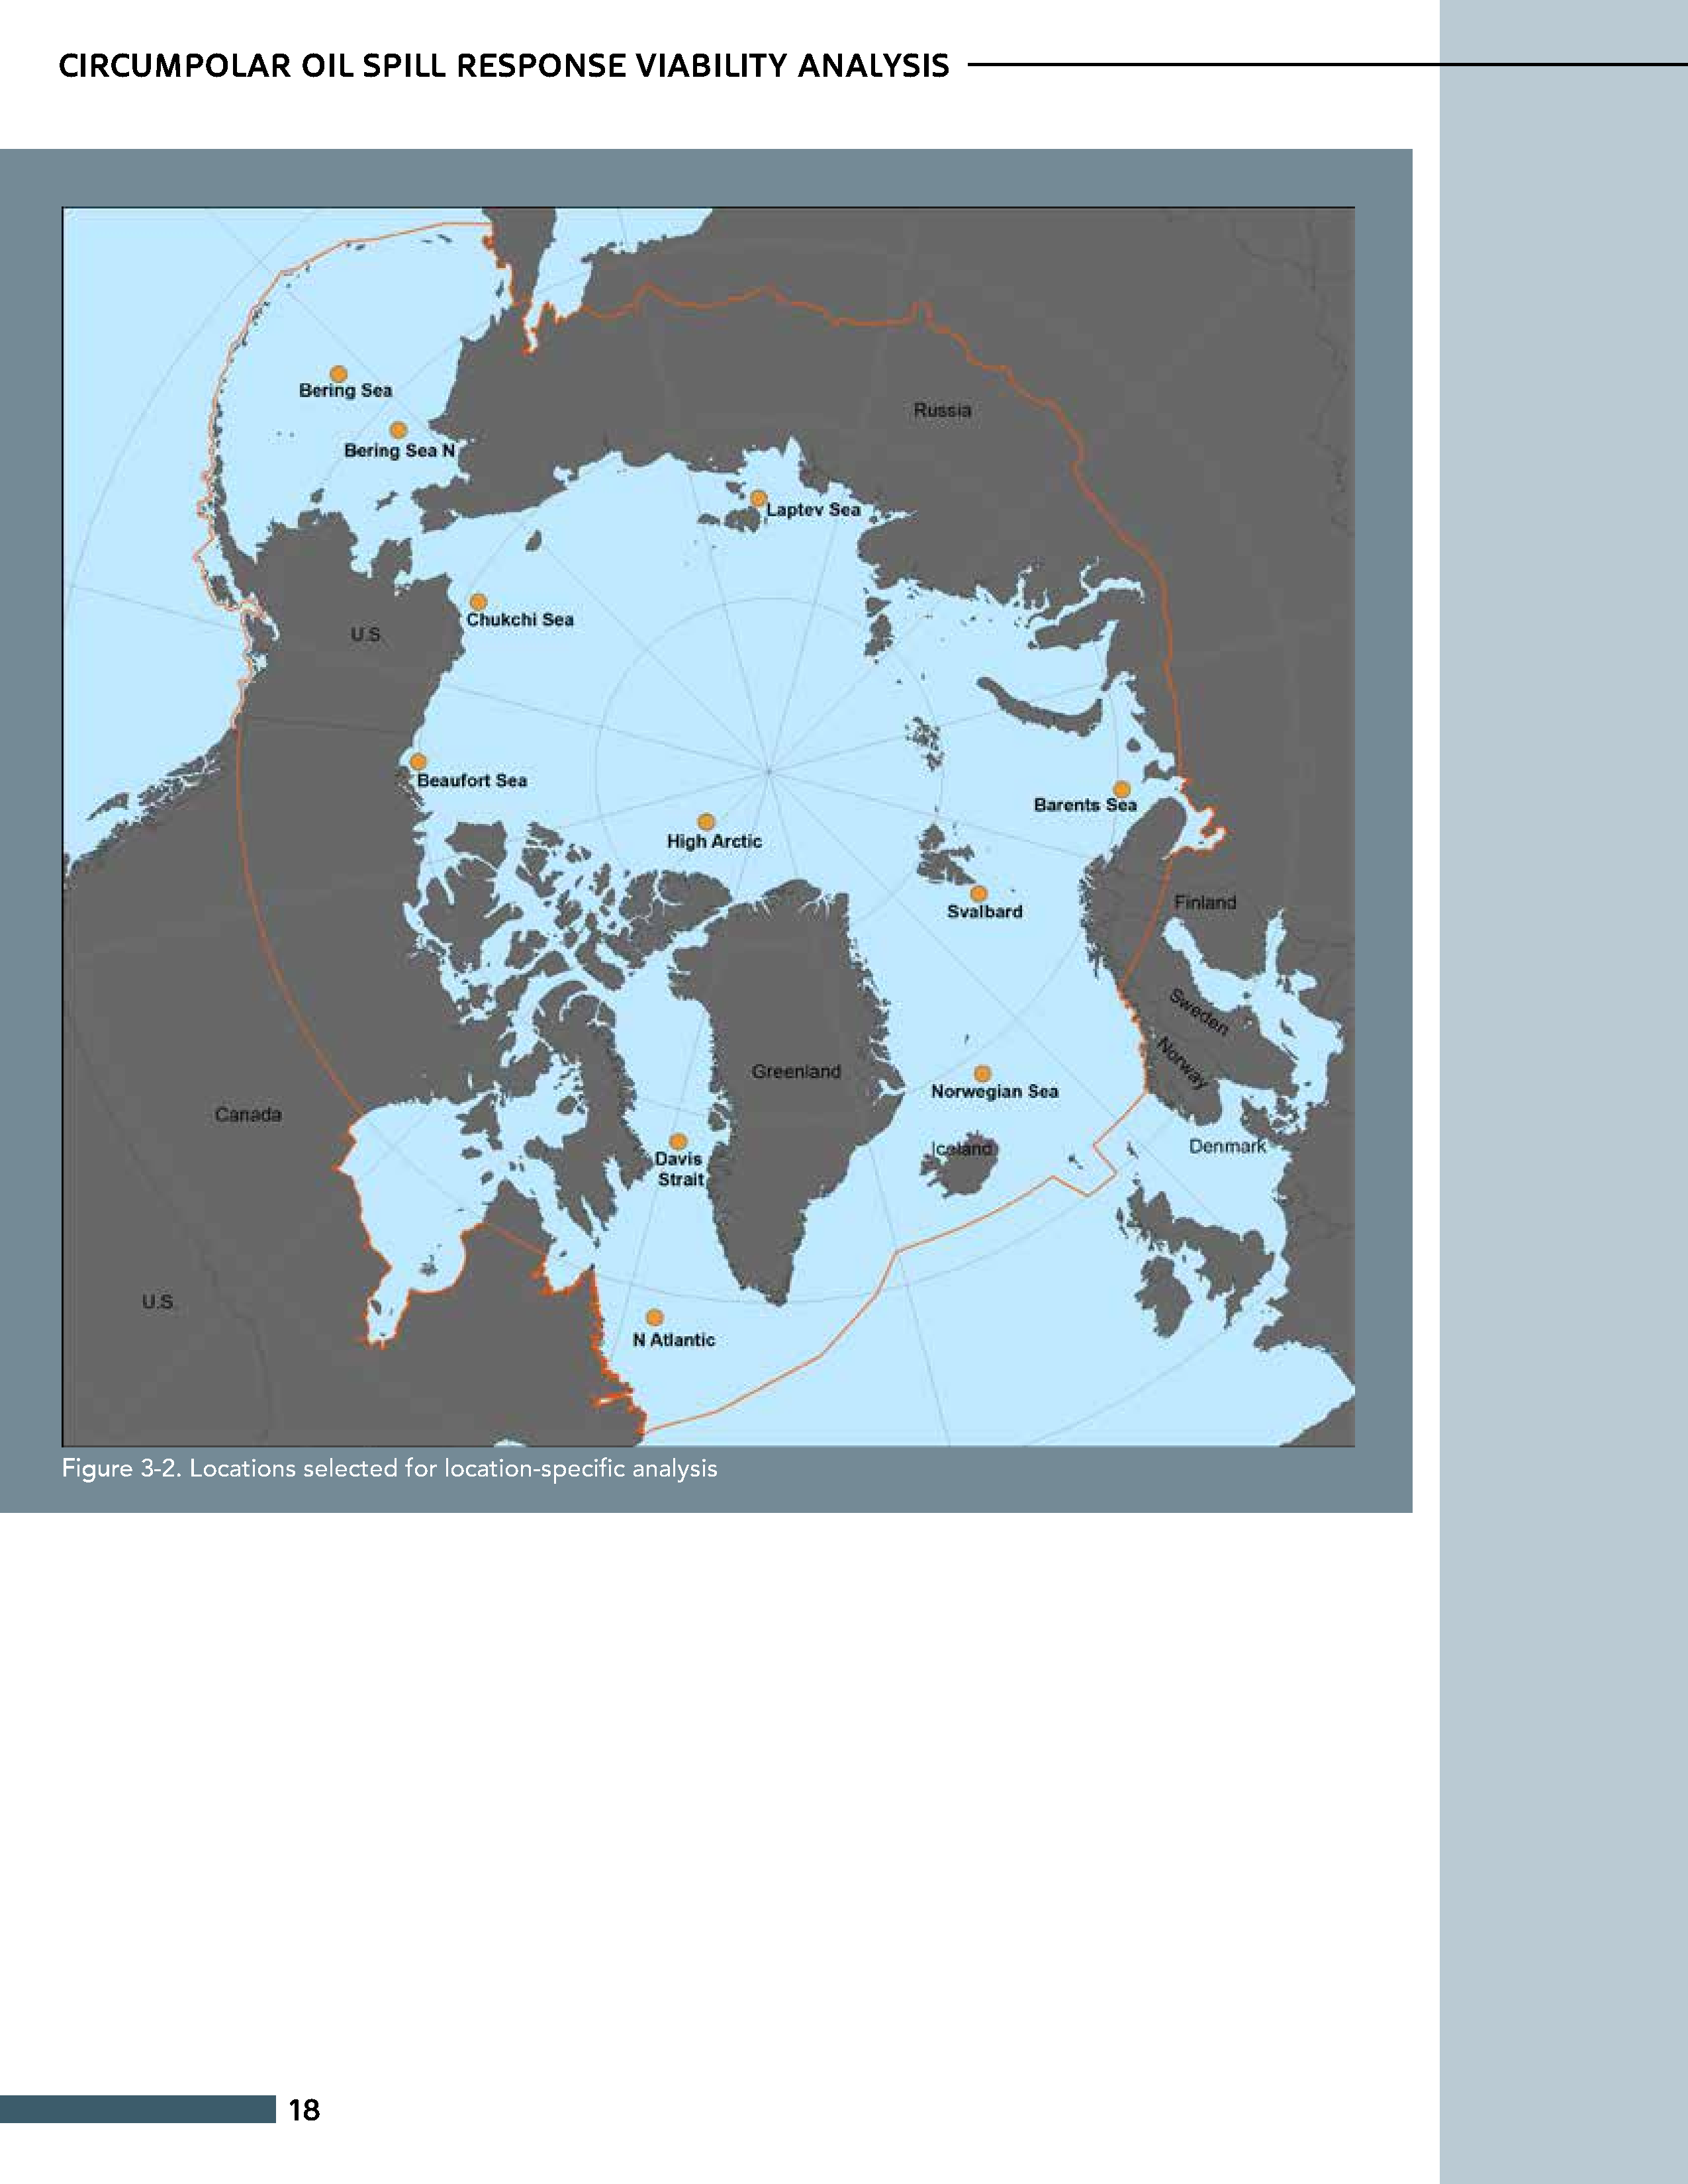 CIRCUMPOLAR OIL SPILL RESPONSE VIABILITY ANALYSIS
Bering Sea
Russia
Bering Sea N
Laptev Sea
Chukchi Sea
U.S.
Beaufort Sea
Barents Sea
High Arctic
Finland
Svalbard
Sweden
Norway
Greenland
Norwegian Sea
Canada
Iceland
Denmark
Davis
Strait
U.S.
N Atlantic
Figure 3-2. Locations selected for location-specific analysis
18